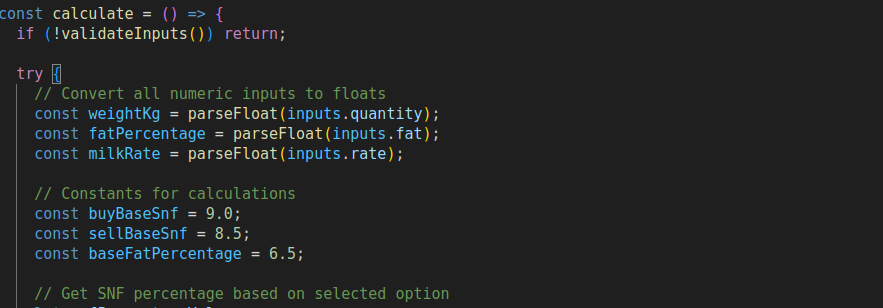 const calculate = () => {
if (!validateInputs()) return;
try {
// Convert all numeric inputs to floats
const weightKg = parseFloat(inputs.quantity);
const fatPercentage = parseFloat(inputs.fat);
const milkRate = parseFloat(inputs.rate);
// Constants for calculations
const buyBaseSnf = 9.0;
const sellBaseSnf = 8.5;
const baseFatPercentage = 6.5;
// Get SNF percentage based on selected option